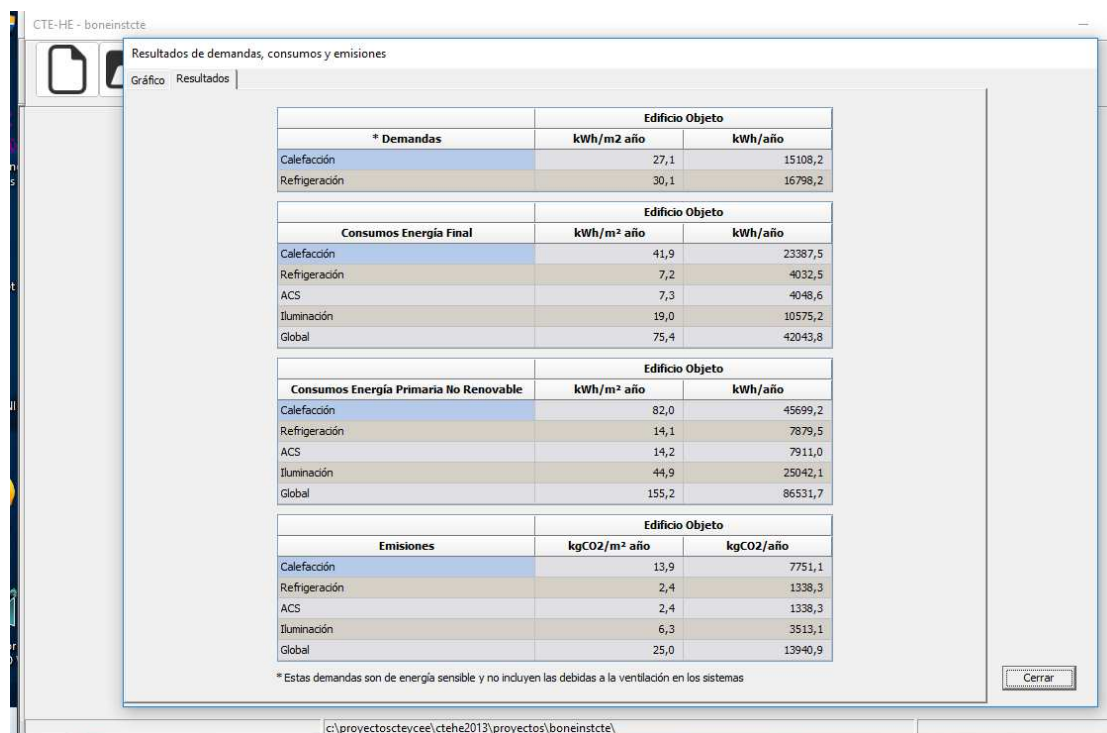 CTE-HE - boneinstcte
Resultados de demandas, consumos y emisiones
Gráfico Resultados
Edificio Objeto
* Demandas kWh/m2 año kWh/año
Calefacción 27,1 15108,2
Refrigeración 30,1 16798,2
Edificio Objeto
Consumos Energía Final kWh/m² año kWh/año
Calefacción 41,9 23387,5
Refrigeración 7,2 4032,5
ACS 7,3 4048,6
Iluminación 19,0 10575,2
Global 75,4 42043,8
Edificio Objeto
Consumos Energía Primaria No Renovable kWh/m² año kWh/año
Calefacción 82,0 45699,2
Refrigeración 14,1 7879,5
ACS 14,2 7911,0
Iluminación 44,9 25042,1
Global 155,2 86531,7
Edificio Objeto
Emisiones kgCO2/m² año kgCO2/año
Calefacción 13,9 7751,1
Refrigeración 2,4 1338,3
ACS 2,4 1338,3
Iluminación 6,3 3513,1
Global 25,0 13940,9
* Estas demandas son de energía sensible y no incluyen las debidas a la ventilación en los sistemas
Cerrar
c:\proyectoscteycee\ctehe2013\proyectos\boneinstcte\